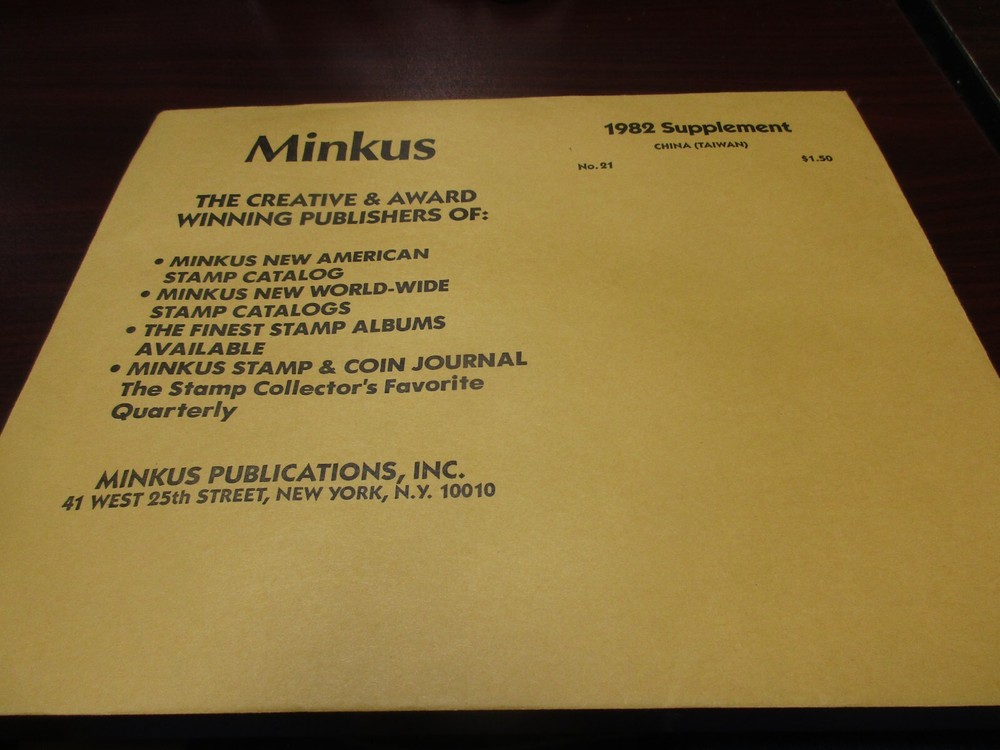 Minkus
THE CREATIVE & AWARD
WINNING PUBLISHERS OF:
• MINKUS NEW AMERICAN
STAMP CATALOG
• MINKUS NEW WORLD-WIDE
STAMP CATALOGS
• THE FINEST STAMP ALBUMS
AVAILABLE
• MINKUS STAMP & COIN JOURNAL
The Stamp Collector's Favorite
Quarterly
MINKUS PUBLICATIONS, INC.
41 WEST 25th STREET, NEW YORK, N.Y. 10010
1982 Supplement
CHINA (TAIWAN)
No. 21 $1.50